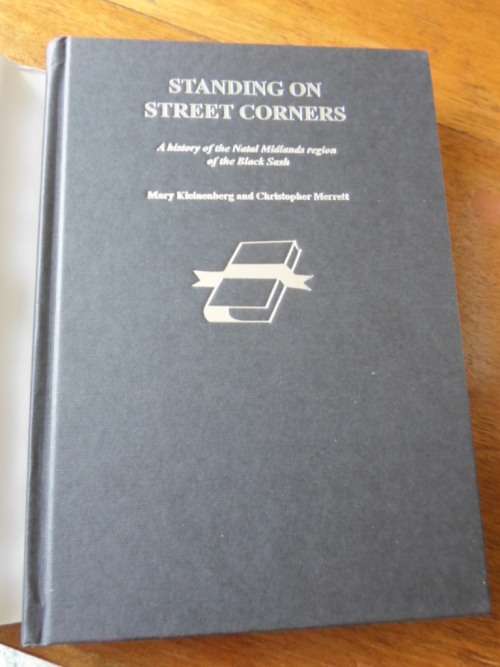 STANDING ON
STREET CORNERS
A history of the Natal Midlands region
of the Black Sash
Mary Kleinenberg and Christopher Merrett